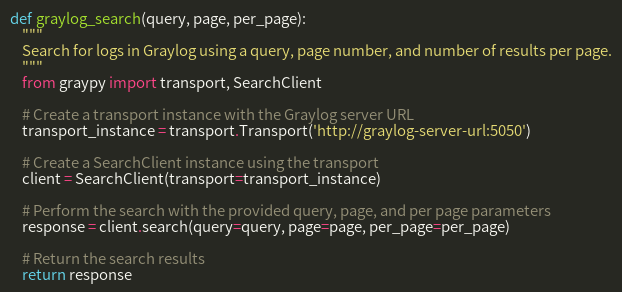 def graylog_search(query, page, per_page):
    """
    Search for logs in Graylog using a query, page number, and number of results per page.
    """
    from graypy import transport, SearchClient

    # Create a transport instance with the Graylog server URL
    transport_instance = transport.Transport('http://graylog-server-url:5050')

    # Create a SearchClient instance using the transport
    client = SearchClient(transport=transport_instance)

    # Perform the search with the provided query, page, and per page parameters
    response = client.search(query=query, page=page, per_page=per_page)

    # Return the search results
    return response